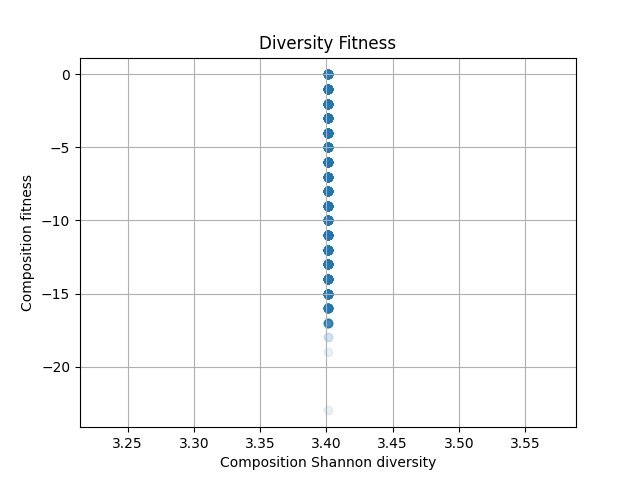 Diversity Fitness
0
−5
−10
−15
−20
Composition fitness
3.25 3.30 3.35 3.40 3.45 3.50 3.55
Composition Shannon diversity